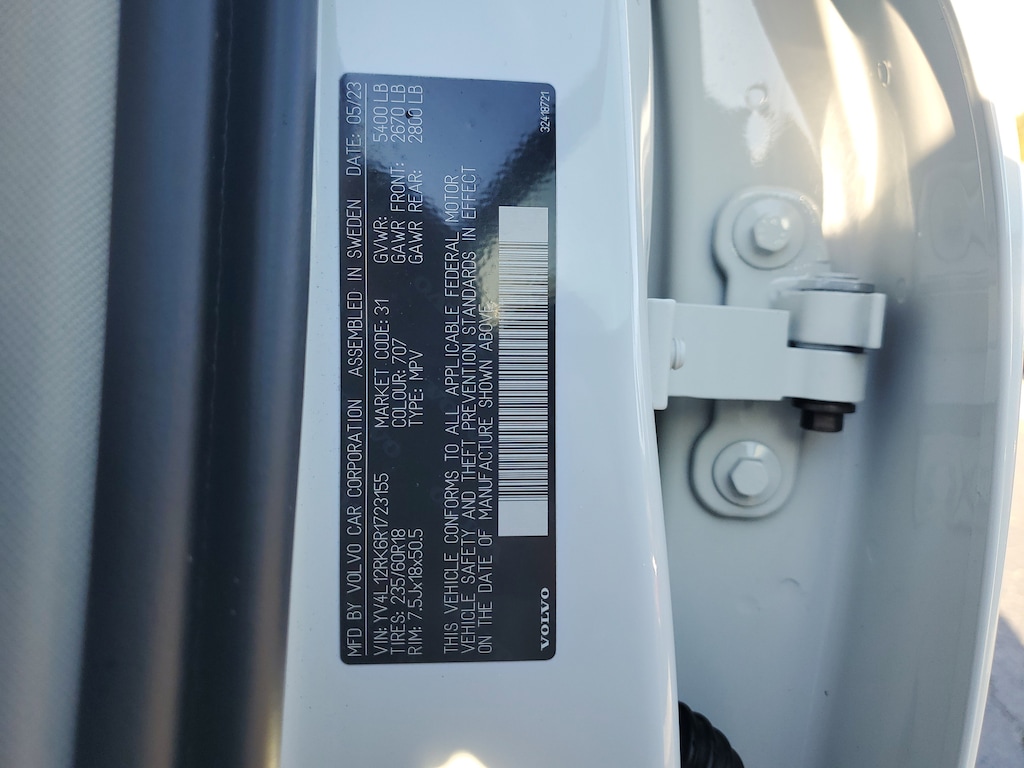 MFD BY VOLVO CAR CORPORATION ASSEMBLED IN SWEDEN DATE: 05/23
VIN: YV4L12RK6R1723155 MARKET CODE: 31 GVWR: 5400 LB
TIRES: 235/60R18 COLOUR: 707 GAWR FRONT: 2670 LB
RIM: 7.5Jx18x50.5 TYPE: MPV GAWR REAR: 2800 LB
THIS VEHICLE CONFORMS TO ALL APPLICABLE FEDERAL MOTOR
VEHICLE SAFETY AND THEFT PREVENTION STANDARDS IN EFFECT
ON THE DATE OF MANUFACTURE SHOWN ABOVE.
VOLVO 32418721